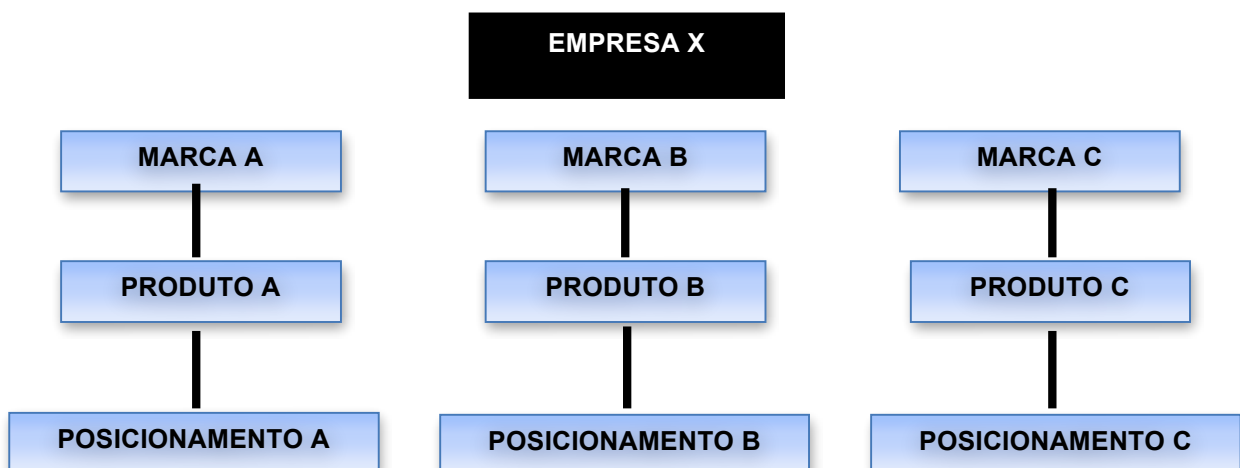 EMPRESA X
MARCA A
MARCA B
MARCA C
PRODUTO A
PRODUTO B
PRODUTO C
POSICIONAMENTO A
POSICIONAMENTO B
POSICIONAMENTO C